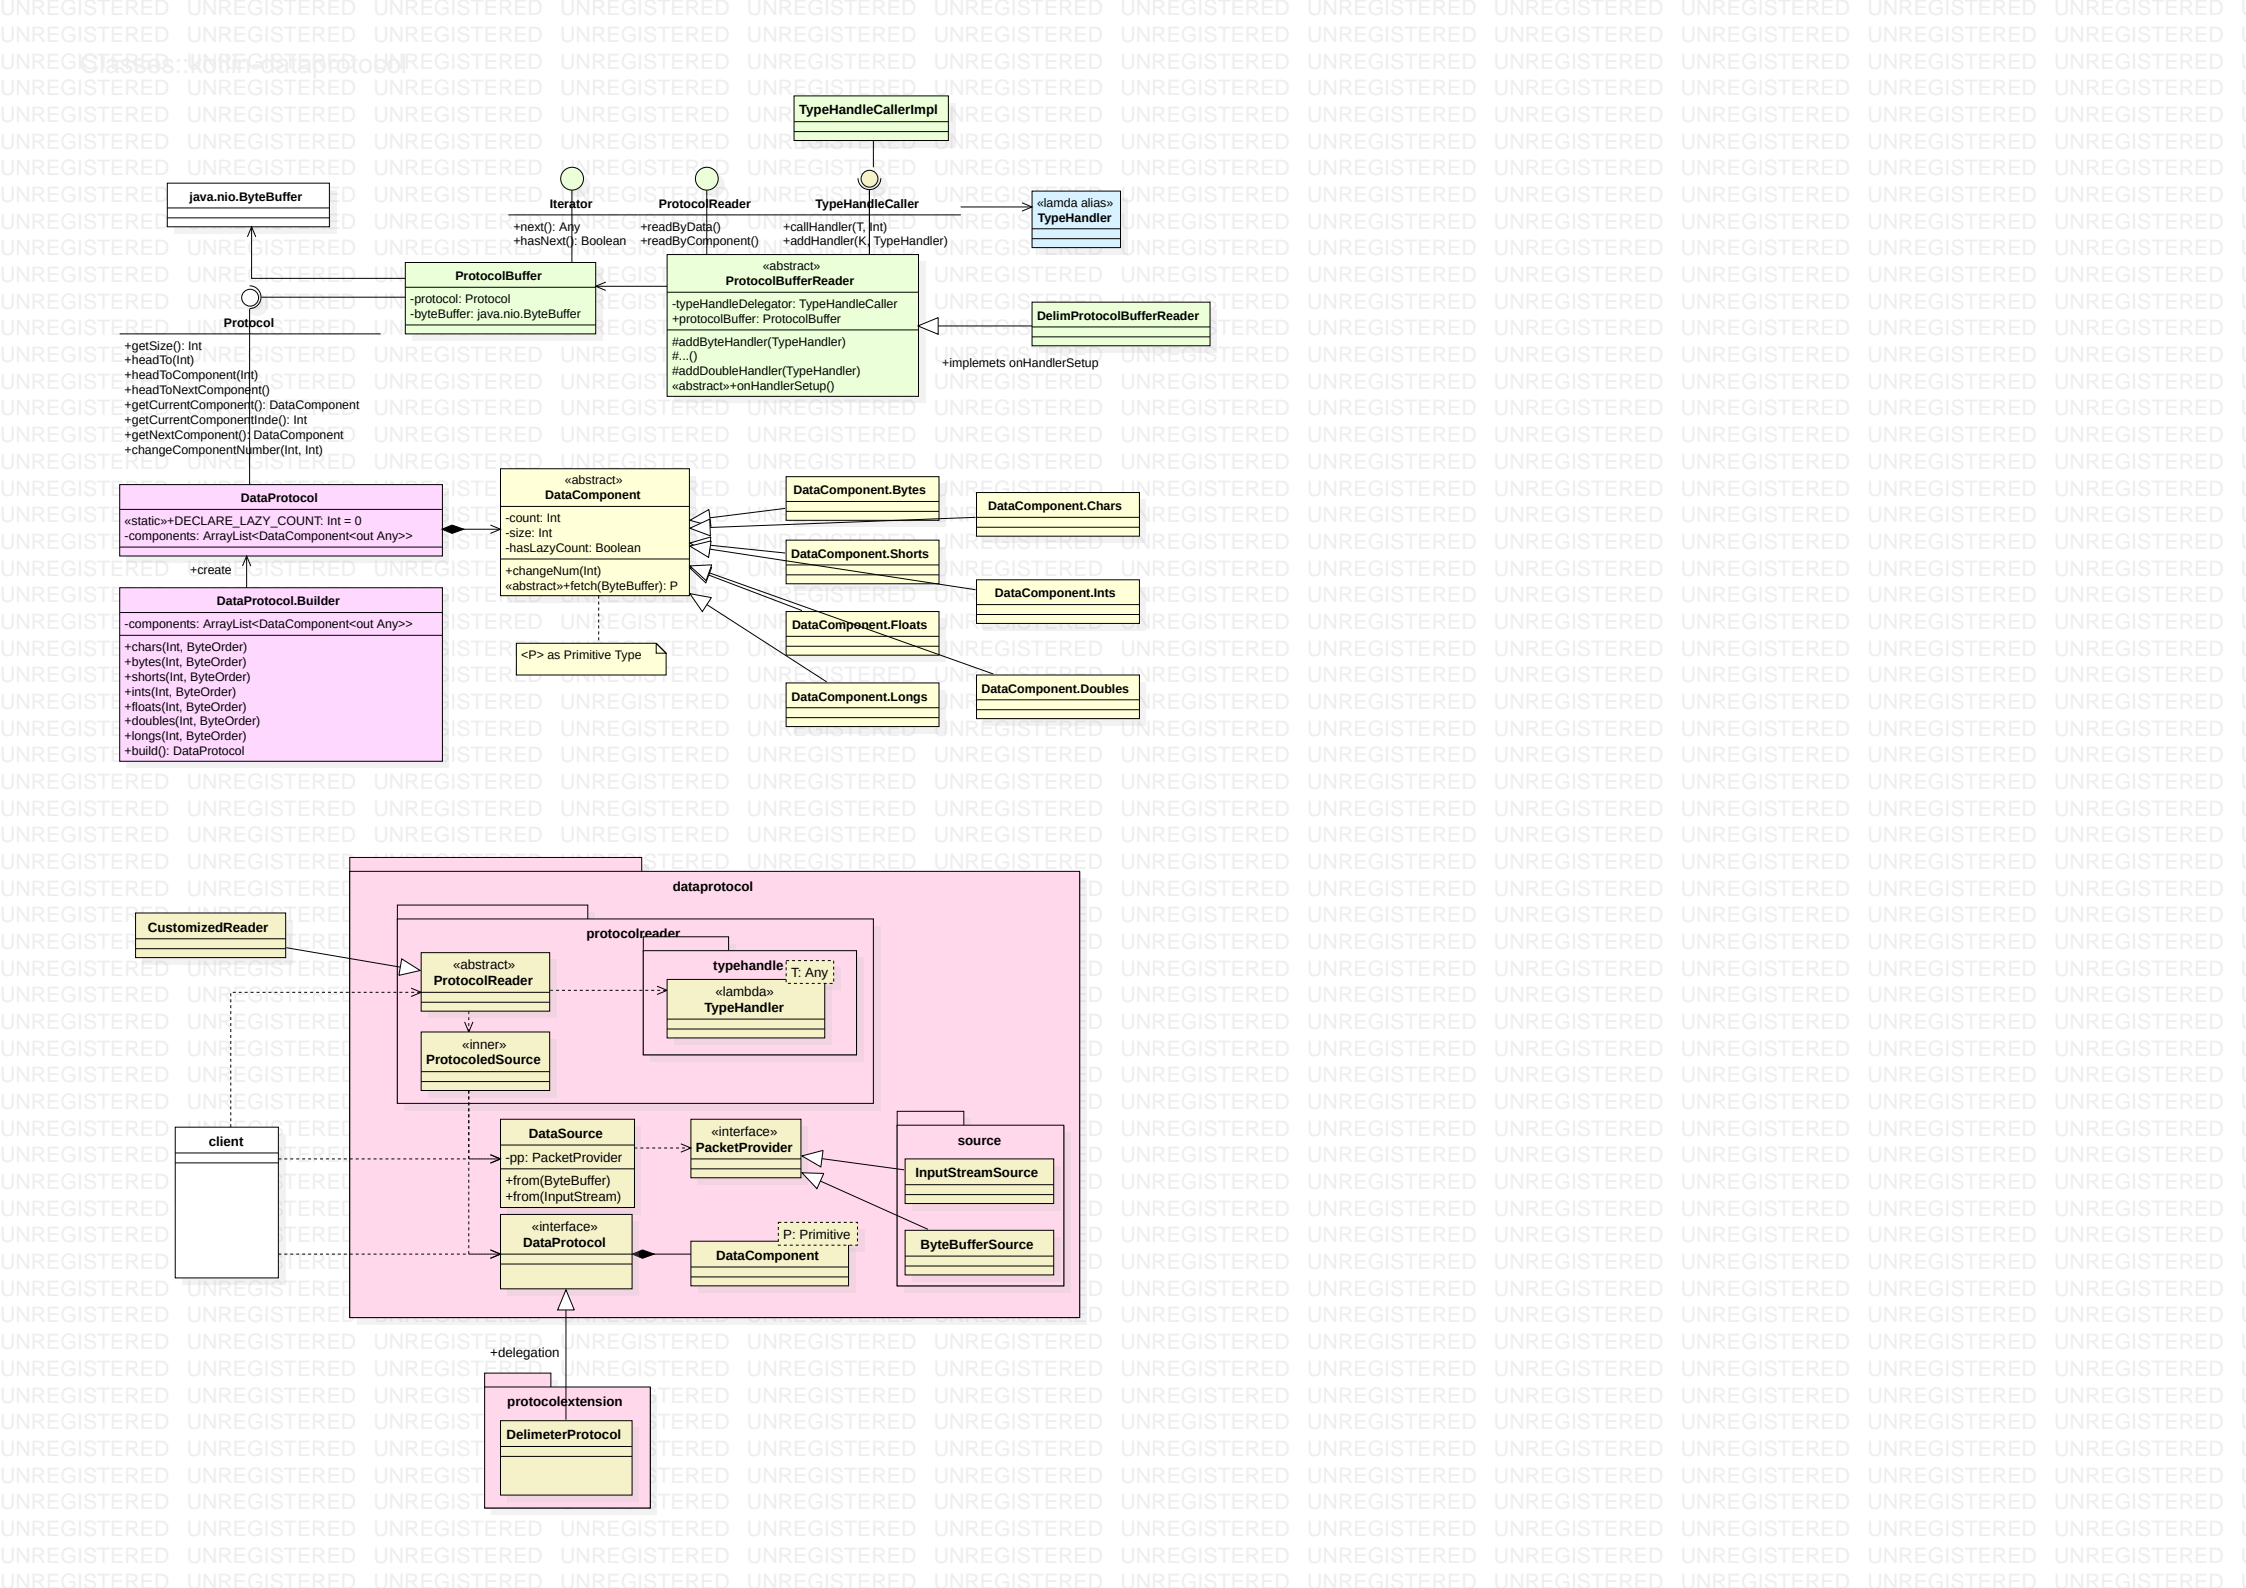 Classes::kotlin-dataprotocol
TypeHandleCallerImpl
java.nio.ByteBuffer
Iterator
+next(): Any
+hasNext(): Boolean
ProtocolReader
+readByData()
+readByComponent()
TypeHandleCaller
+callHandler(T, Int)
+addHandler(K, TypeHandler)
«lamda alias»
TypeHandler
ProtocolBuffer
-protocol: Protocol
-byteBuffer: java.nio.ByteBuffer
«abstract»
ProtocolBufferReader
-typeHandleDelegator: TypeHandleCaller
+protocolBuffer: ProtocolBuffer
#addByteHandler(TypeHandler)
#...()
#addDoubleHandler(TypeHandler)
«abstract»+onHandlerSetup()
DelimProtocolBufferReader
+implemets onHandlerSetup
Protocol
+getSize(): Int
+headTo(Int)
+headToComponent(Int)
+headToNextComponent()
+getCurrentComponent(): DataComponent
+getCurrentComponentInde(): Int
+getNextComponent(): DataComponent
+changeComponentNumber(Int, Int)
DataProtocol
«static»+DECLARE_LAZY_COUNT: Int = 0
-components: ArrayList<DataComponent<out Any>>
+create
DataProtocol.Builder
-components: ArrayList<DataComponent<out Any>>
+chars(Int, ByteOrder)
+bytes(Int, ByteOrder)
+shorts(Int, ByteOrder)
+ints(Int, ByteOrder)
+floats(Int, ByteOrder)
+doubles(Int, ByteOrder)
+longs(Int, ByteOrder)
+build(): DataProtocol
«abstract»
DataComponent
-count: Int
-size: Int
-hasLazyCount: Boolean
+changeNum(Int)
«abstract»+fetch(ByteBuffer): P
<P> as Primitive Type
DataComponent.Bytes
DataComponent.Chars
DataComponent.Shorts
DataComponent.Ints
DataComponent.Floats
DataComponent.Longs
DataComponent.Doubles
dataprotocol
CustomizedReader
protocolreader
«abstract»
ProtocolReader
typehandle
T: Any
«lambda»
TypeHandler
«inner»
ProtocoledSource
client
DataSource
-pp: PacketProvider
+from(ByteBuffer)
+from(InputStream)
«interface»
PacketProvider
source
InputStreamSource
ByteBufferSource
«interface»
DataProtocol
P: Primitive
DataComponent
+delegation
protocolextension
DelimeterProtocol
UNREGISTERED